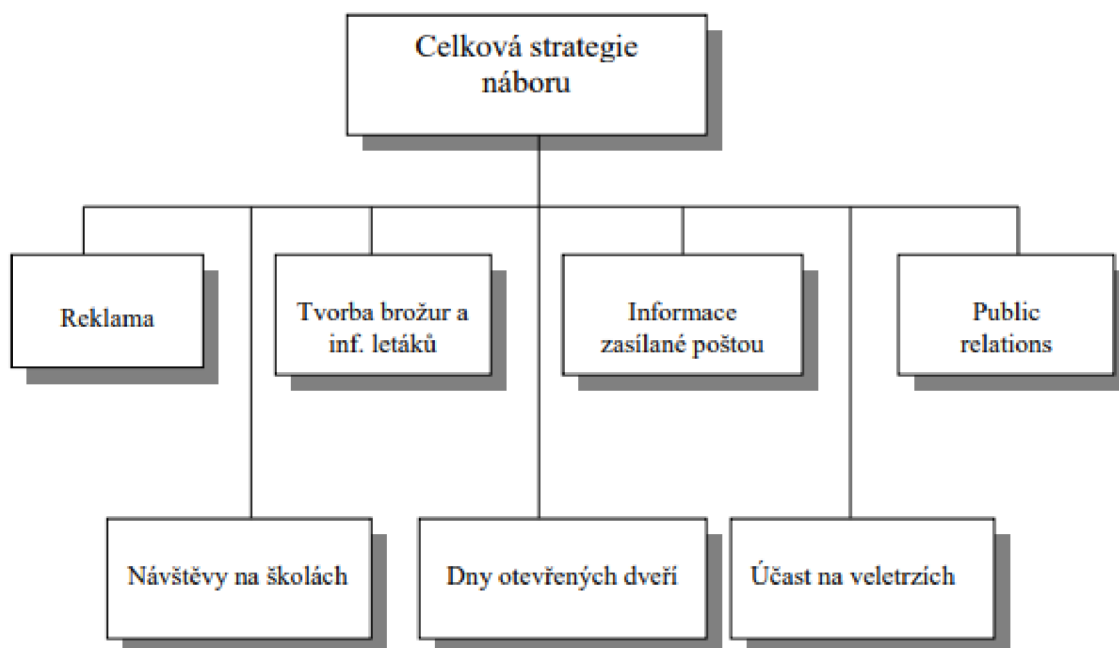 Celková strategie
náboru
Reklama
Tvorba brožur a
inf. letáků
Informace
zasílané poštou
Public
relations
Návštěvy na školách
Dny otevřených dveří
Účast na veletrzích